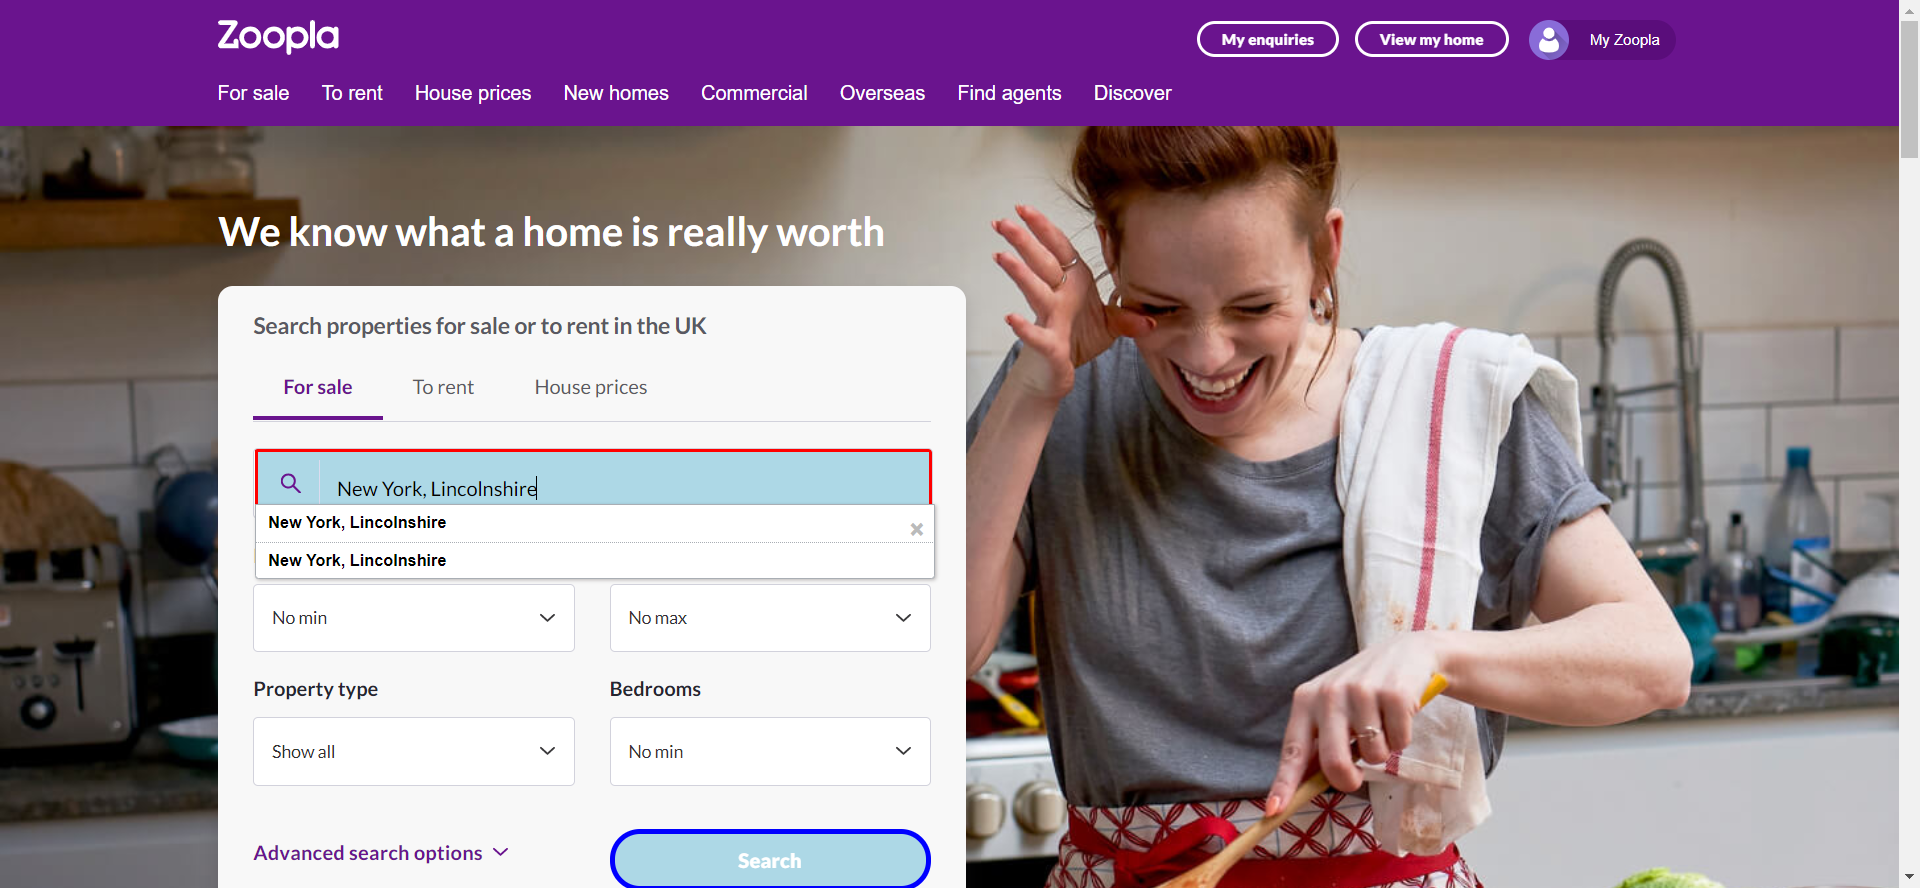 Zoopla
My enquiries
View my home
My Zoopla
For sale
To rent
House prices
New homes
Commercial
Overseas
Find agents
Discover
We know what a home is really worth
Search properties for sale or to rent in the UK
For sale
To rent
House prices
New York, Lincolnshire
New York, Lincolnshire
New York, Lincolnshire
No min
No max
Property type
Bedrooms
Show all
No min
Advanced search options
Search